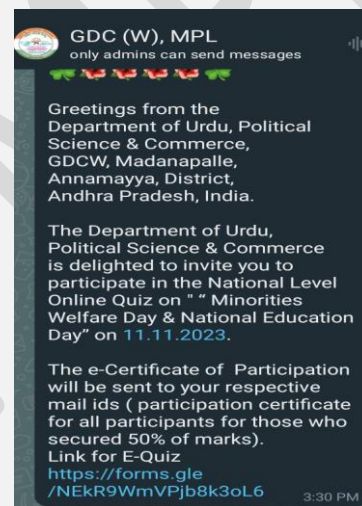 GDC (W), MPL
only admins can send messages
Greetings from the
Department of Urdu, Political
Science & Commerce,
GDCW, Madanapalle,
Annamayya, District,
Andhra Pradesh, India.
The Department of Urdu,
Political Science & Commerce
is delighted to invite you to
participate in the National Level
Online Quiz on " “ Minorities
Welfare Day & National Education
Day” on 11.11.2023.
The e-Certificate of Participation
will be sent to your respective
mail ids ( participation certificate
for all participants for those who
secured 50% of marks).
Link for E-Quiz
https://forms.gle
/NEkR9WmVPjb8k3oL6
3:30 PM